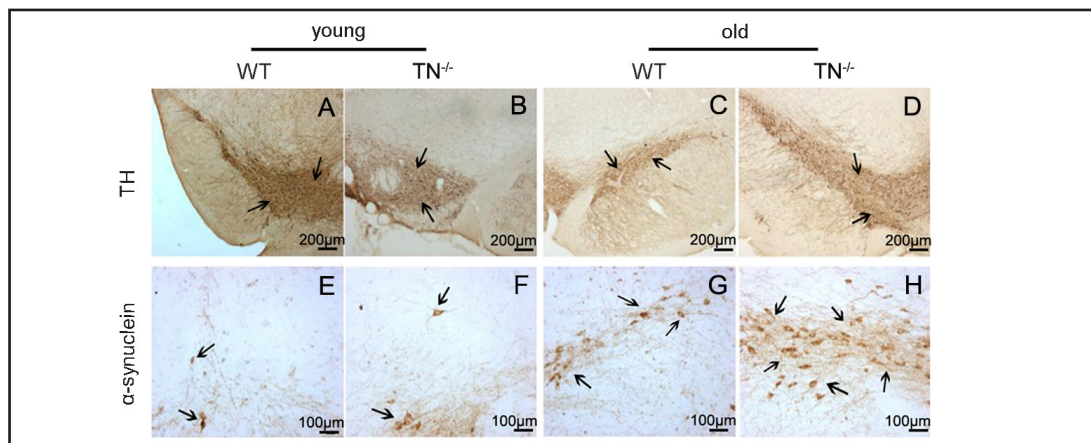 young old
WT TN-/- WT TN-/-
TH
A B C D
200μm 200μm 200μm 200μm
α-synuclein
E F G H
100μm 100μm 100μm 100μm